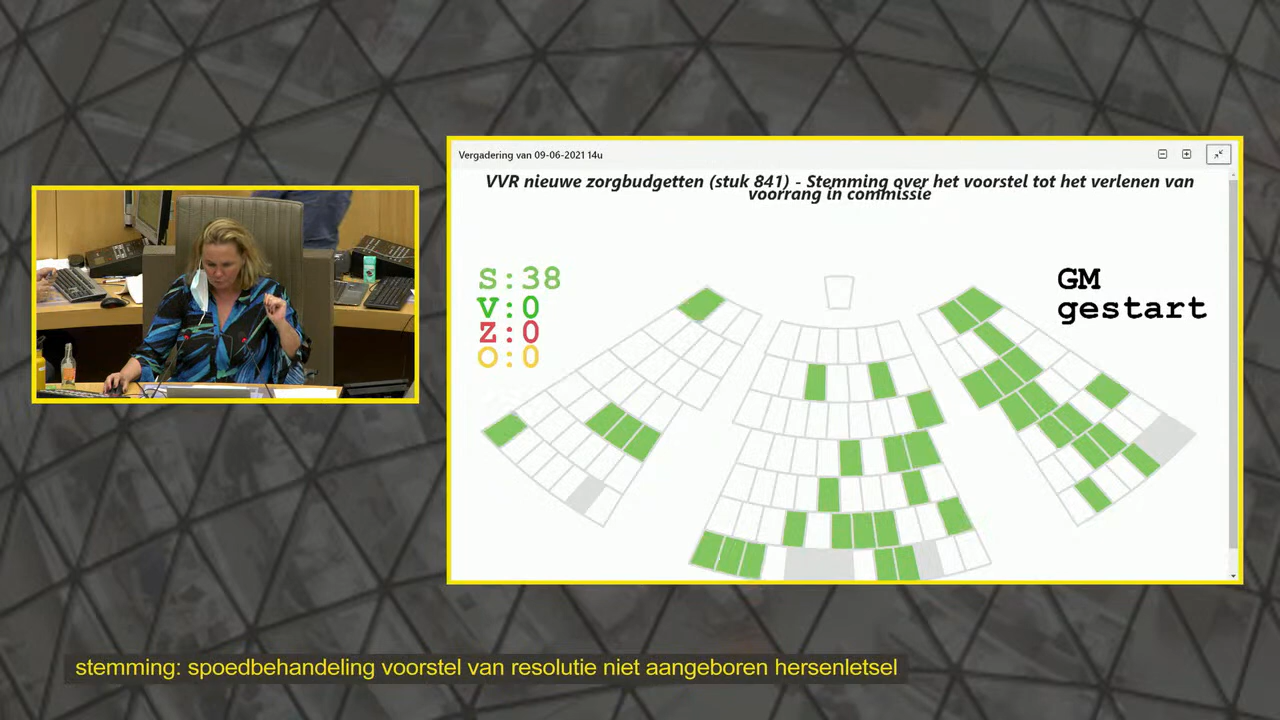 Vergadering van 09-06-2021 14u
VVR nieuwe zorgbudgetten (stuk 841) - Stemming over het voorstel tot het verlenen van
voorrang in commissie
S:38
V:0
Z:0
O:0
GM
gestart
stemming: spoedbehandeling voorstel van resolutie niet aangeboren hersenletsel